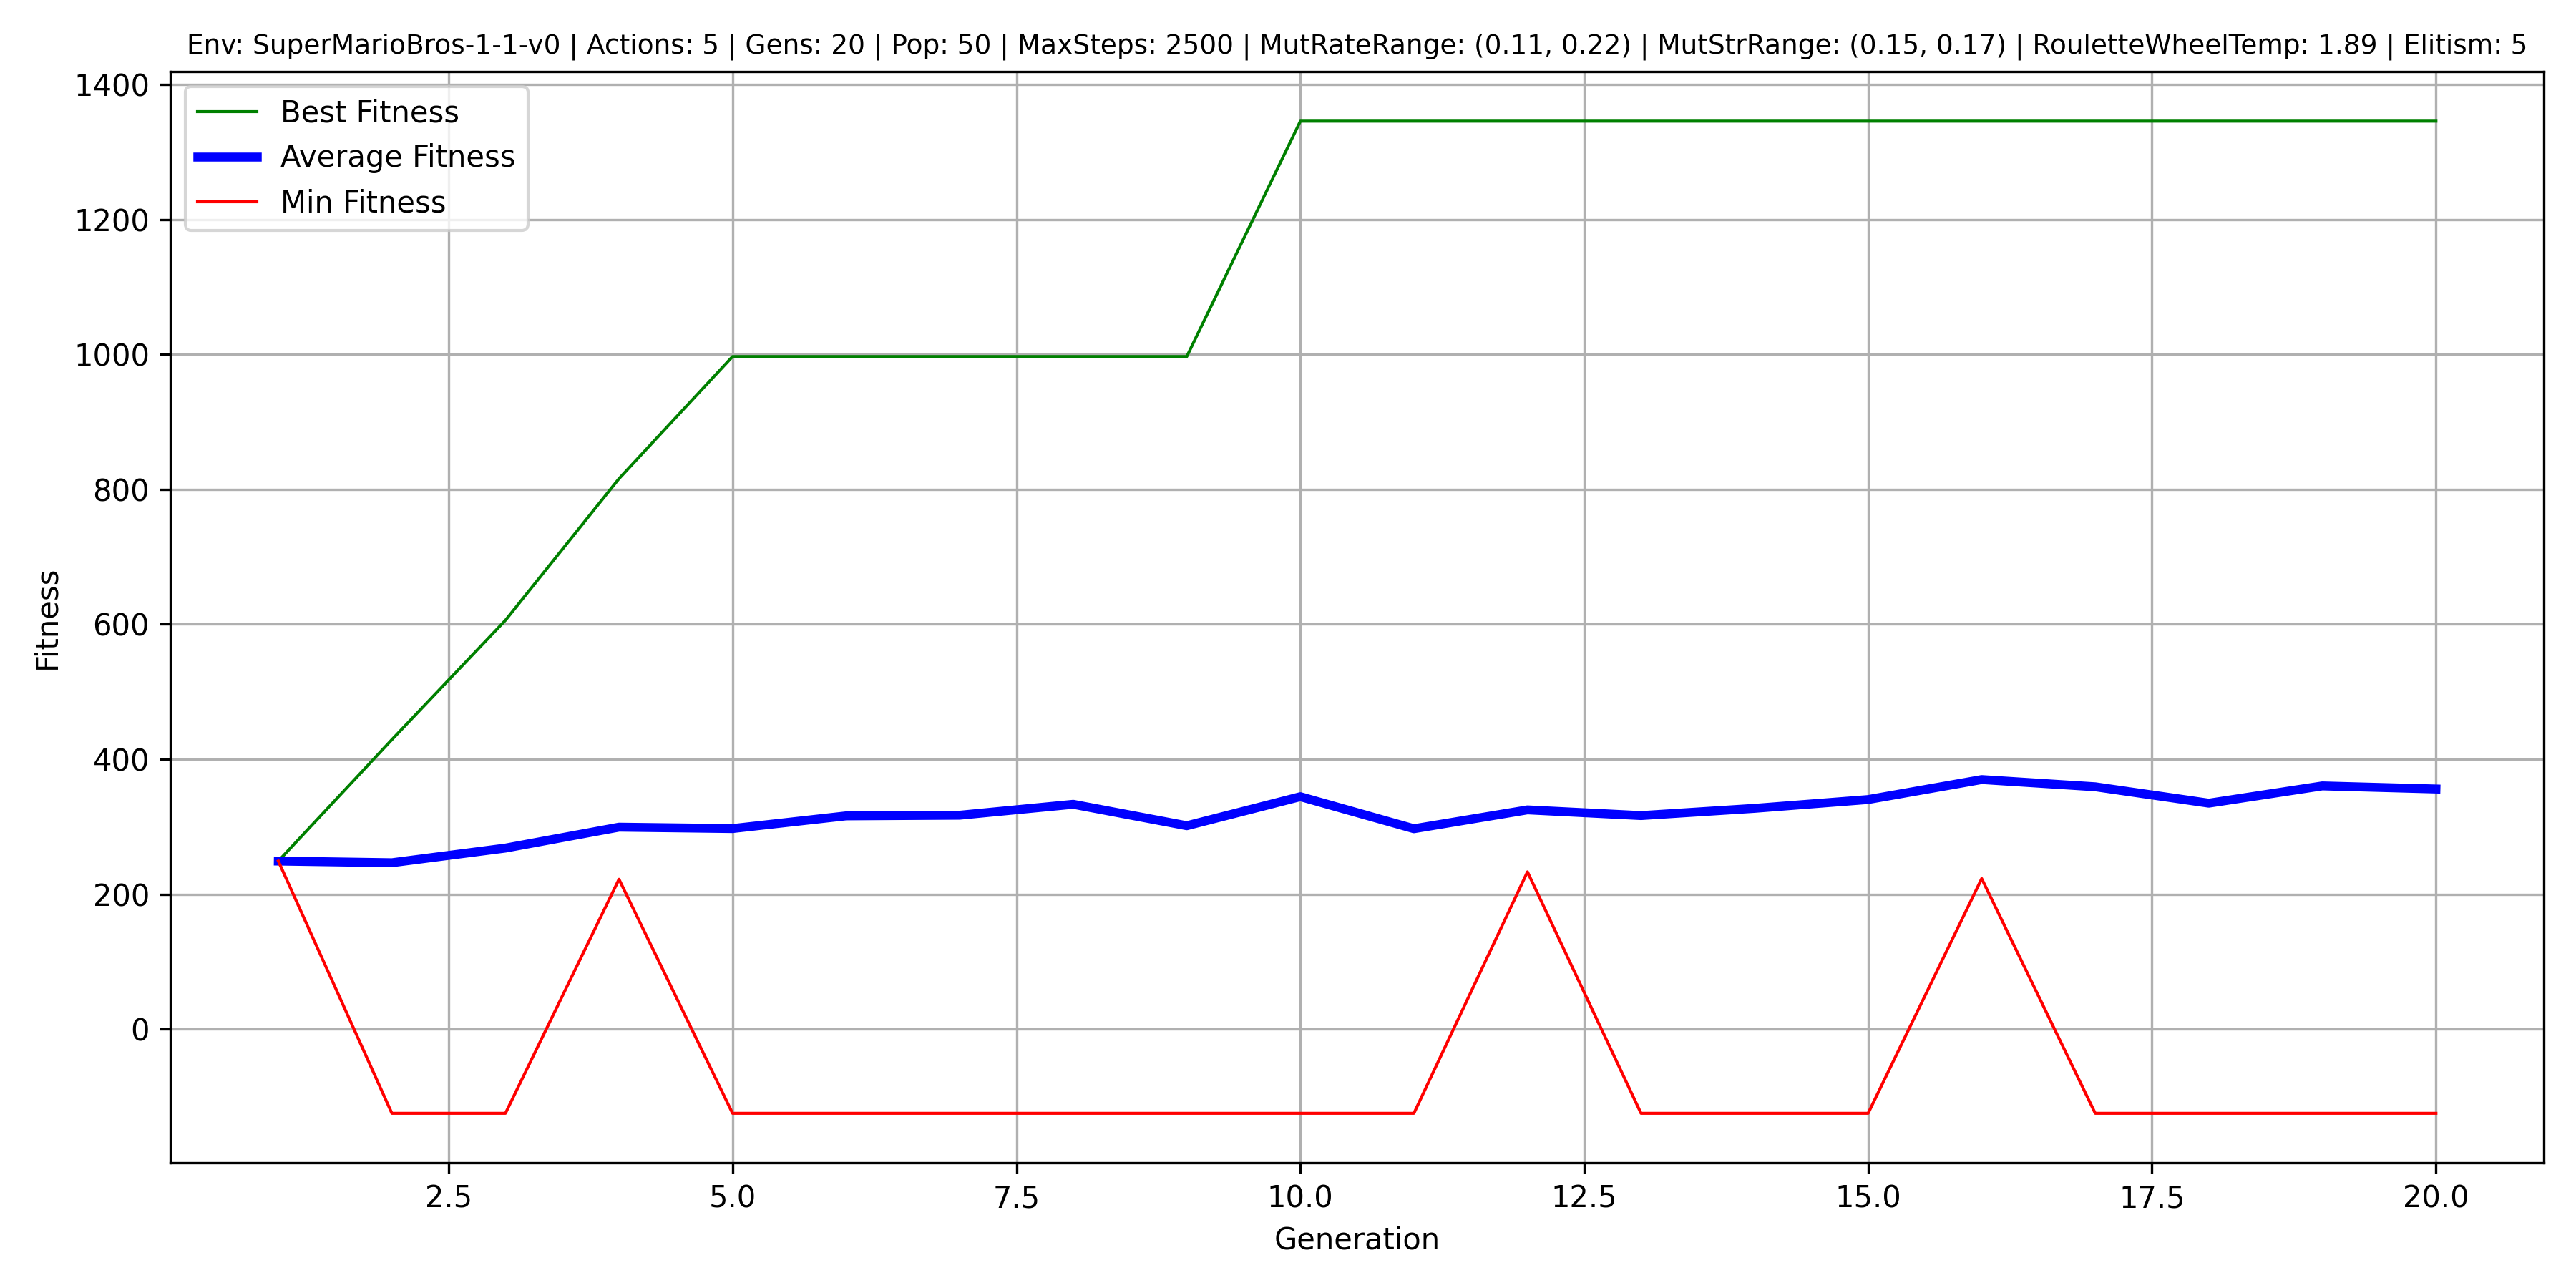 Env: SuperMarioBros-1-1-v0 | Actions: 5 | Gens: 20 | Pop: 50 | MaxSteps: 2500 | MutRateRange: (0.11, 0.22) | MutStrRange: (0.15, 0.17) | RouletteWheelTemp: 1.89 | Elitism: 5
Best Fitness
Average Fitness
Min Fitness
1400
1200
1000
800
600
400
200
0
Fitness
2.5 5.0 7.5 10.0 12.5 15.0 17.5 20.0
Generation